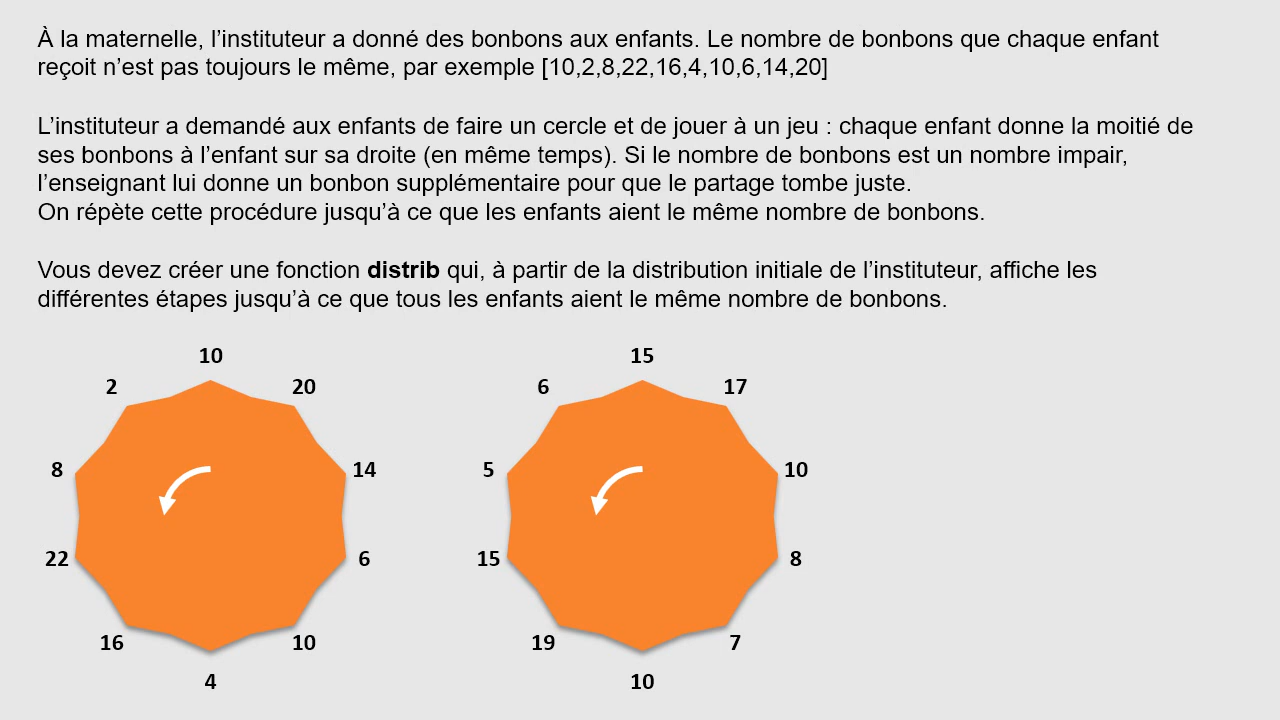 À la maternelle, l’instituteur a donné des bonbons aux enfants. Le nombre de bonbons que chaque enfant
reçoit n’est pas toujours le même, par exemple [10,2,8,22,16,4,10,6,14,20]
L’instituteur a demandé aux enfants de faire un cercle et de jouer à un jeu : chaque enfant donne la moitié de
ses bonbons à l’enfant sur sa droite (en même temps). Si le nombre de bonbons est un nombre impair,
l’enseignant lui donne un bonbon supplémentaire pour que le partage tombe juste.
On répète cette procédure jusqu’à ce que les enfants aient le même nombre de bonbons.
Vous devez créer une fonction distrib qui, à partir de la distribution initiale de l’instituteur, affiche les
différentes étapes jusqu’à ce que tous les enfants aient le même nombre de bonbons.
10
2
20
8
14
22
6
16
10
4
15
6
17
5
10
15
8
19
7
10